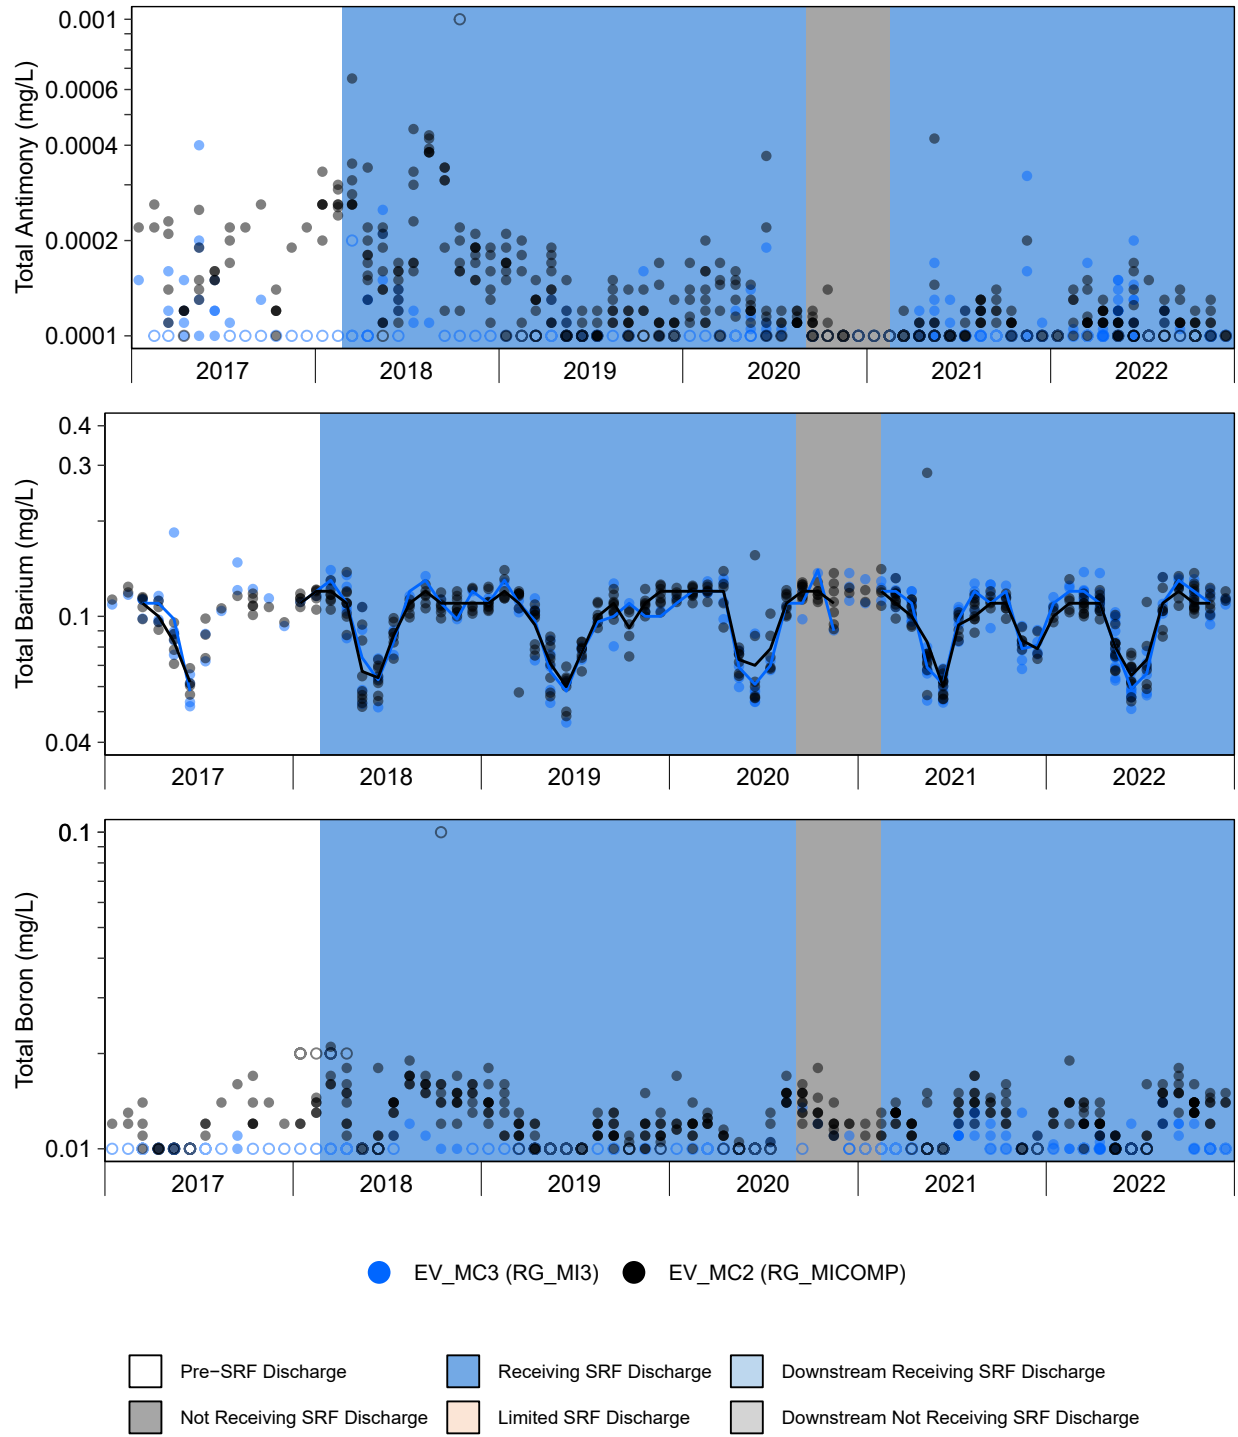 Total Antimony (mg/L)
0.001
0.0006
0.0004
0.0002
0.0001
2017 2018 2019 2020 2021 2022
Total Barium (mg/L)
0.4
0.3
0.1
0.04
2017 2018 2019 2020 2021 2022
Total Boron (mg/L)
0.1
0.01
2017 2018 2019 2020 2021 2022
EV_MC3 (RG_MI3) EV_MC2 (RG_MICOMP)
Pre−SRF Discharge Receiving SRF Discharge Downstream Receiving SRF Discharge
Not Receiving SRF Discharge Limited SRF Discharge Downstream Not Receiving SRF Discharge